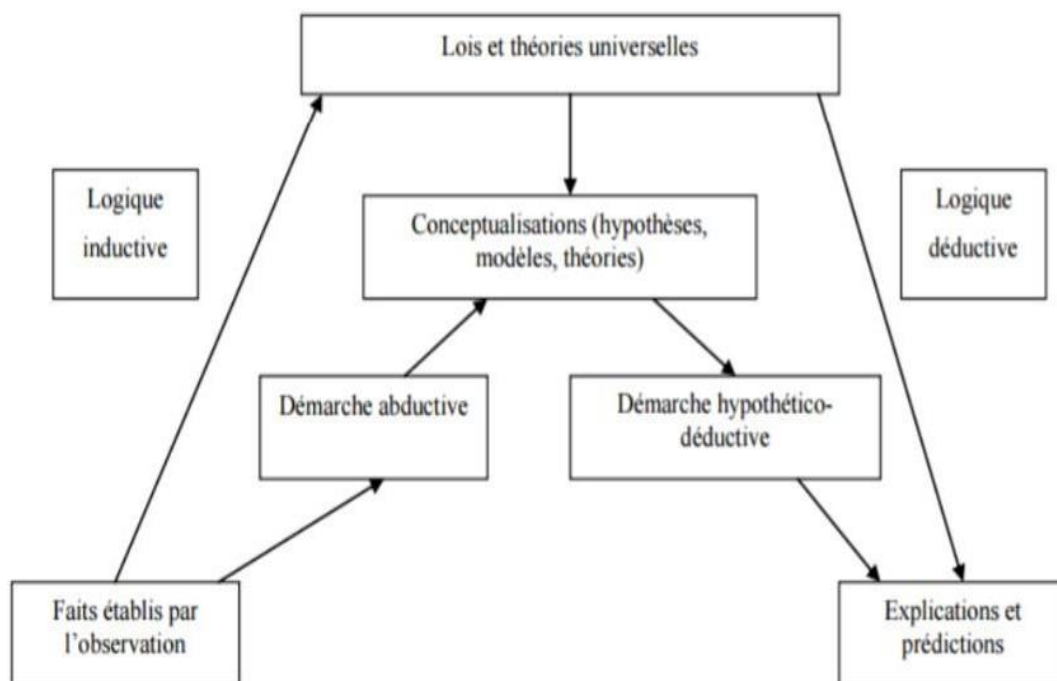 Lois et théories universelles
Logique
inductive
Logique
déductive
Conceptualisations (hypothèses,
modèles, théories)
Démarche abductive
Démarche hypothético-
déductive
Faits établis par
l'observation
Explications et
prédictions